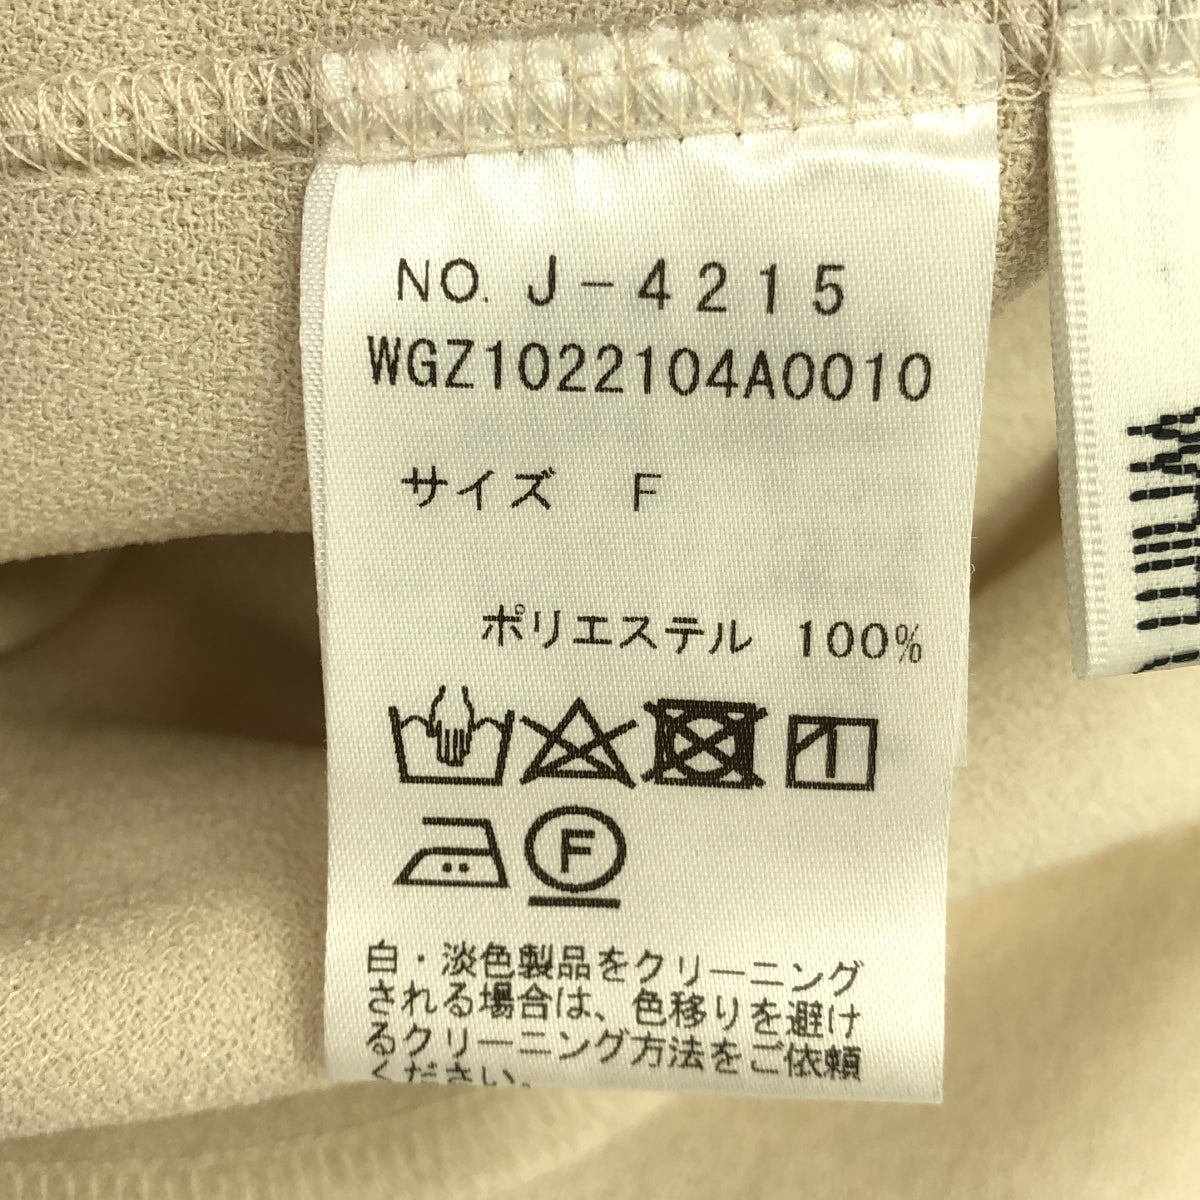 NO. J-4215
WGZ1022104A0010
サイズ F
ポリエステル 100%
F
白・淡色製品をクリーニング
される場合は、色移りを避け
るクリーニング方法をご依頼
ください。